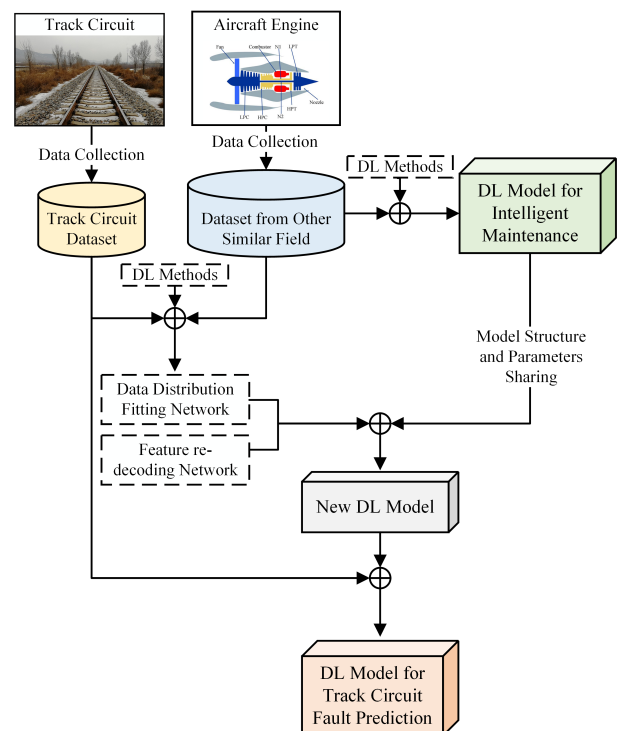 Track Circuit
Aircraft Engine
Fan
Combustor
N1
LPT
LPC
HPC
N2
HPT
Nozzle
Data Collection
Data Collection
Track Circuit
Dataset
Dataset from Other
Similar Field
DL Methods
DL Model for
Intelligent
Maintenance
DL Methods
Model Structure
and Parameters
Sharing
Data Distribution
Fitting Network
Feature re-
decoding Network
New DL Model
DL Model for
Track Circuit
Fault Prediction